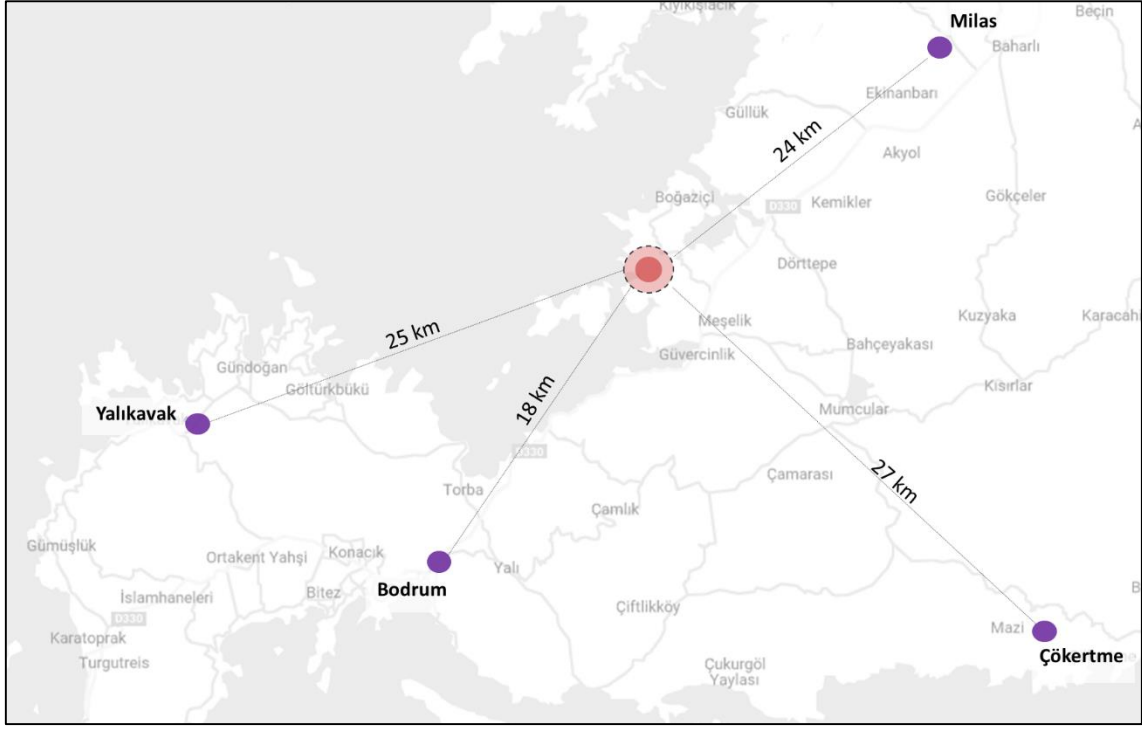 Kıyıkışlacık
Beçin
Milas
Baharlı
Ekinanbarı
Güllük
24 km
Akyol
Boğaziçi
D330
Kemikler
Gökçeler
Dörttepe
Meşelik
Kuzyaka
Karacahi
25 km
Güvercinlik
Bahçeyakası
Gündoğan
Göltürkbükü
Kısırlar
18 km
Yalıkavak
Mumcular
D330
27 km
Torba
Çamarası
Çamlık
Gümüşlük
Ortakent Yahşi
Konacık
Yalı
Bodrum
Bitez
İslamhaneleri
Çiftlikköy
D330
Mazi
Karatoprak
Turgutreis
Çökertme
Çukurgöl
Yaylası